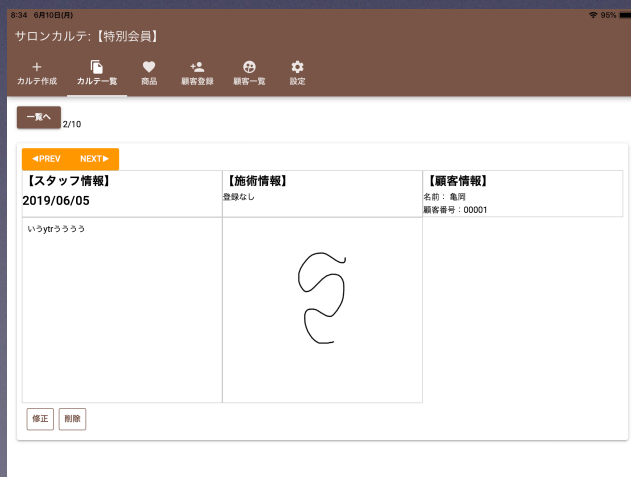 8:34 6月10日(月)
95%
サロンカルテ:【特別会員】
カルテ作成 カルテ一覧 商品 顧客登録 顧客一覧 設定
一覧へ 2/10
◀PREV NEXT▶
【スタッフ情報】 【施術情報】 【顧客情報】
2019/06/05 登録なし 名前： 亀岡
顧客番号：00001
いうytrうううう
修正 削除